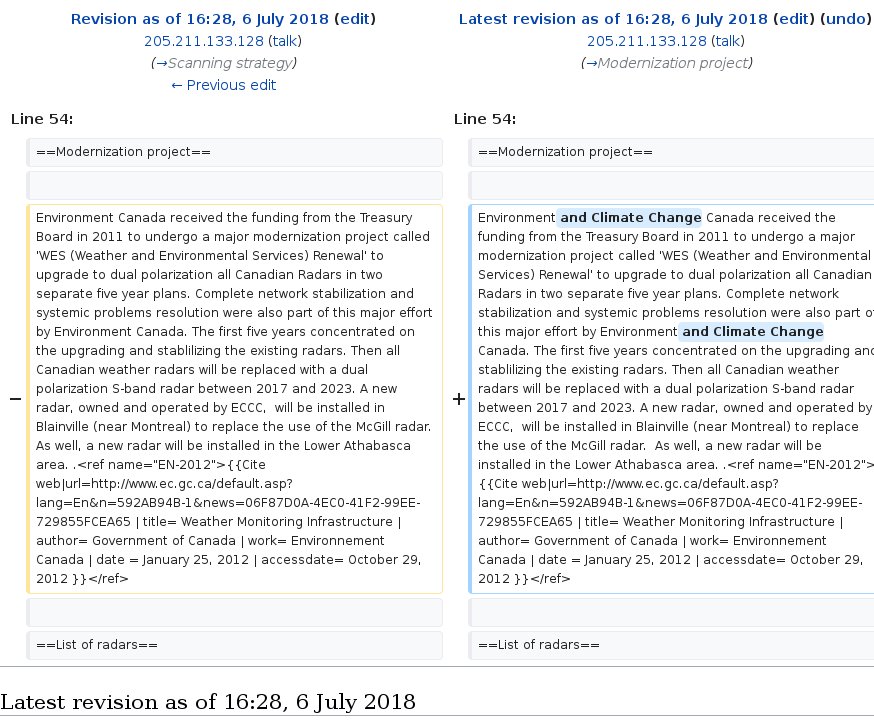 Revision as of 16:28, 6 July 2018 (edit)
205.211.133.128 (talk)
(→Scanning strategy)
← Previous edit
Latest revision as of 16:28, 6 July 2018 (edit) (undo)
205.211.133.128 (talk)
(→Modernization project)
Line 54:
Line 54:
==Modernization project==
==Modernization project==
−
Environment Canada received the funding from the Treasury
Board in 2011 to undergo a major modernization project called
'WES (Weather and Environmental Services) Renewal' to
upgrade to dual polarization all Canadian Radars in two
separate five year plans. Complete network stabilization and
systemic problems resolution were also part of this major effort
by Environment Canada. The first five years concentrated on
the upgrading and stablilizing the existing radars. Then all
Canadian weather radars will be replaced with a dual
polarization S-band radar between 2017 and 2023. A new
radar, owned and operated by ECCC,  will be installed in
Blainville (near Montreal) to replace the use of the McGill radar.
As well, a new radar will be installed in the Lower Athabasca
area. .<ref name="EN-2012">{{Cite
web|url=http://www.ec.gc.ca/default.asp?
lang=En&n=592AB94B-1&news=06F87D0A-4EC0-41F2-99EE-
729855FCEA65 | title= Weather Monitoring Infrastructure |
author= Government of Canada | work= Environnement
Canada | date = January 25, 2012 | accessdate= October 29,
2012 }}</ref>
+
Environment and Climate Change Canada received the
funding from the Treasury Board in 2011 to undergo a major
modernization project called 'WES (Weather and Environmental
Services) Renewal' to upgrade to dual polarization all Canadian
Radars in two separate five year plans. Complete network
stabilization and systemic problems resolution were also part of
this major effort by Environment and Climate Change
Canada. The first five years concentrated on the upgrading and
stablilizing the existing radars. Then all Canadian weather
radars will be replaced with a dual polarization S-band radar
between 2017 and 2023. A new radar, owned and operated by
ECCC,  will be installed in Blainville (near Montreal) to replace
the use of the McGill radar.  As well, a new radar will be
installed in the Lower Athabasca area. .<ref name="EN-2012">
{{Cite web|url=http://www.ec.gc.ca/default.asp?
lang=En&n=592AB94B-1&news=06F87D0A-4EC0-41F2-99EE-
729855FCEA65 | title= Weather Monitoring Infrastructure |
author= Government of Canada | work= Environnement
Canada | date = January 25, 2012 | accessdate= October 29,
2012 }}</ref>
==List of radars==
==List of radars==
Latest revision as of 16:28, 6 July 2018